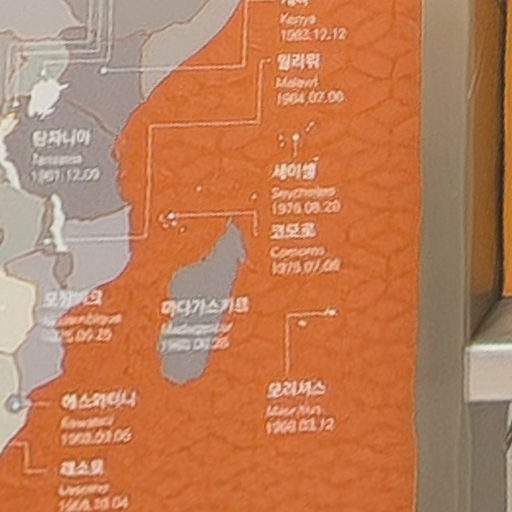 Kenya
1963.12.12
말라위
Malawi
1964.07.06
탄자니아
Tanzania
1961.12.09
세이셸
Seychelles
1976.06.29
코모로
Comoros
1975.07.06
모잠비크
Mozambique
1975.06.25
마다가스카르
Madagascar
1960.06.26
모리셔스
Mauritius
1968.03.12
에스와티니
Eswatini
1968.09.06
레소토
Lesotho
1966.10.04